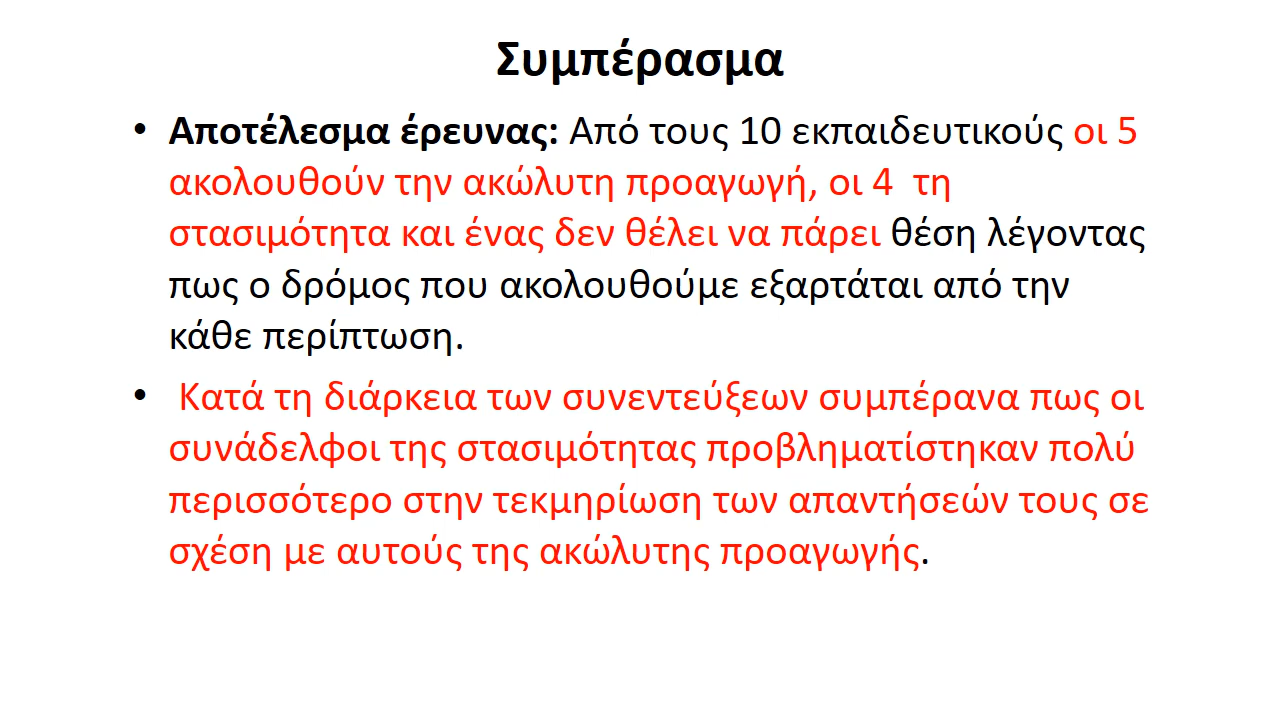 Συμπέρασμα
• Αποτέλεσμα έρευνας: Από τους 10 εκπαιδευτικούς οι 5
ακολουθούν την ακώλυτη προαγωγή, οι 4 τη
στασιμότητα και ένας δεν θέλει να πάρει θέση λέγοντας
πως ο δρόμος που ακολουθούμε εξαρτάται από την
κάθε περίπτωση.
• Κατά τη διάρκεια των συνεντεύξεων συμπέρανα πως οι
συνάδελφοι της στασιμότητας προβληματίστηκαν πολύ
περισσότερο στην τεκμηρίωση των απαντήσεών τους σε
σχέση με αυτούς της ακώλυτης προαγωγής.